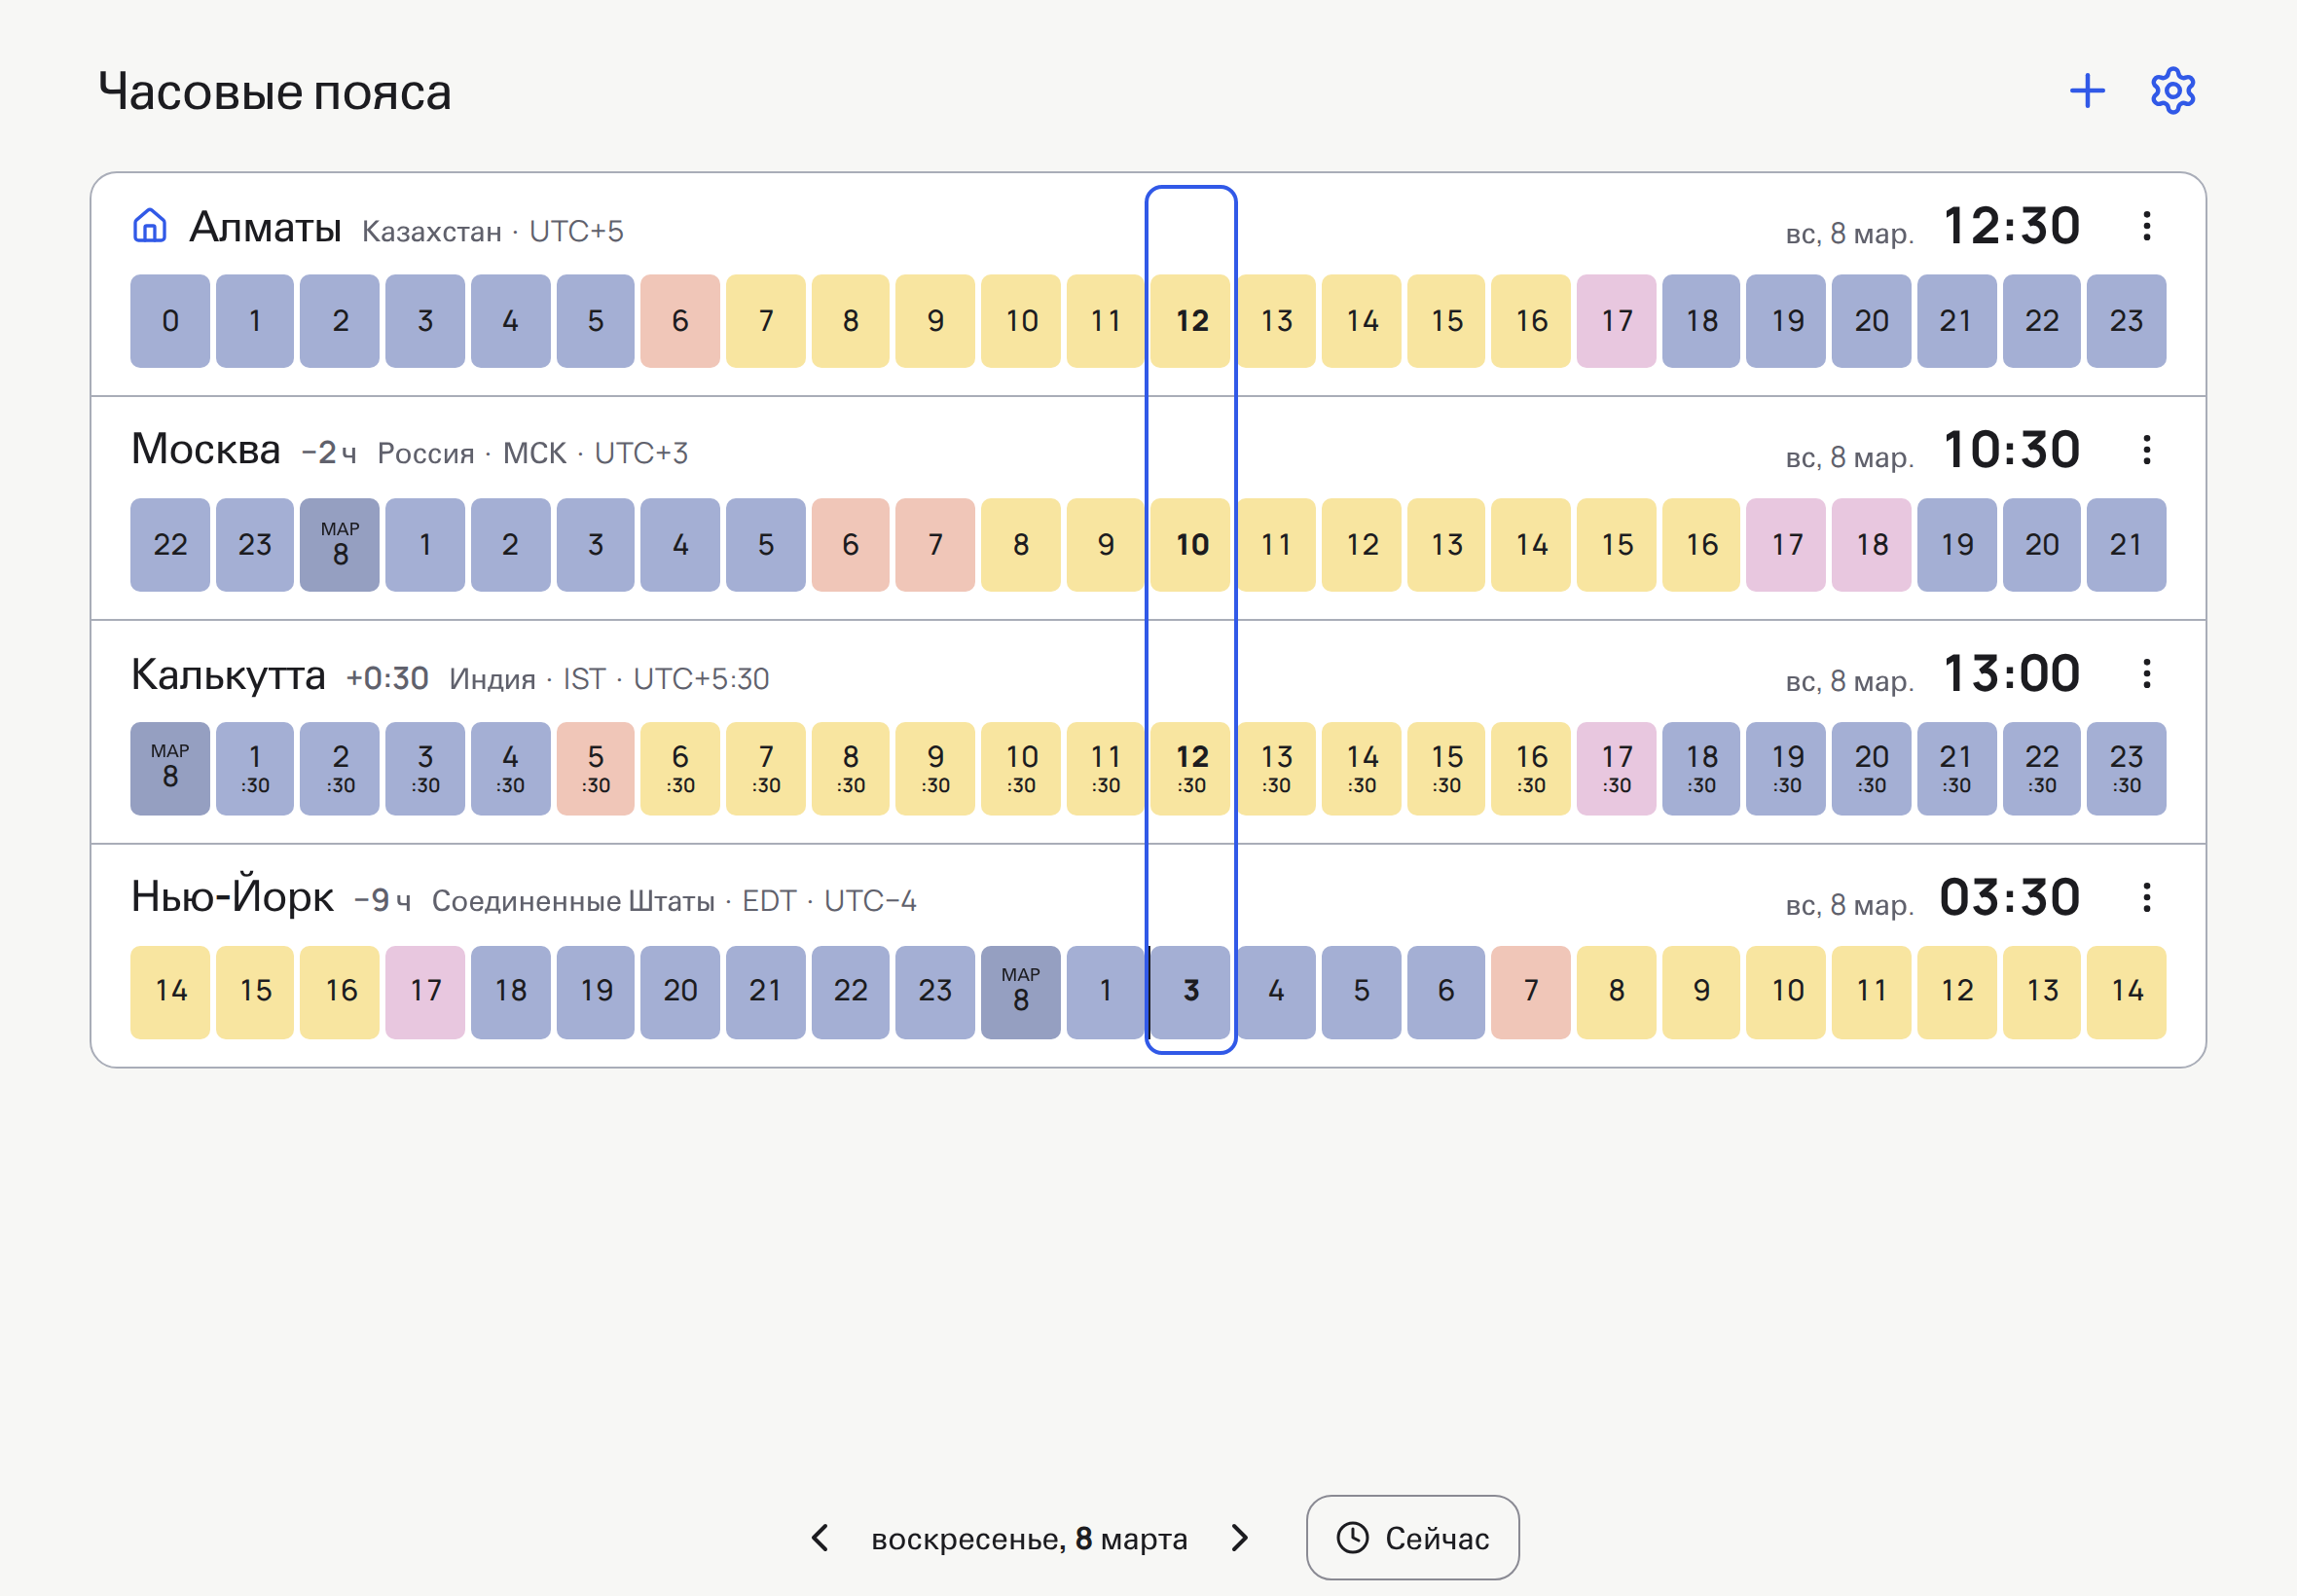 Часовые пояса
Алматы Казахстан · UTC+5 вс, 8 мар. 12:30
0 1 2 3 4 5 6 7 8 9 10 11 12 13 14 15 16 17 18 19 20 21 22 23
Москва −2 ч Россия · МСК · UTC+3 вс, 8 мар. 10:30
22 23 МАР 8 1 2 3 4 5 6 7 8 9 10 11 12 13 14 15 16 17 18 19 20 21
Калькутта +0:30 Индия · IST · UTC+5:30 вс, 8 мар. 13:00
МАР 8 1:30 2:30 3:30 4:30 5:30 6:30 7:30 8:30 9:30 10:30 11:30 12:30 13:30 14:30 15:30 16:30 17:30 18:30 19:30 20:30 21:30 22:30 23:30
Нью-Йорк −9 ч Соединенные Штаты · EDT · UTC−4 вс, 8 мар. 03:30
14 15 16 17 18 19 20 21 22 23 МАР 8 1 3 4 5 6 7 8 9 10 11 12 13 14
воскресенье, 8 марта Сейчас